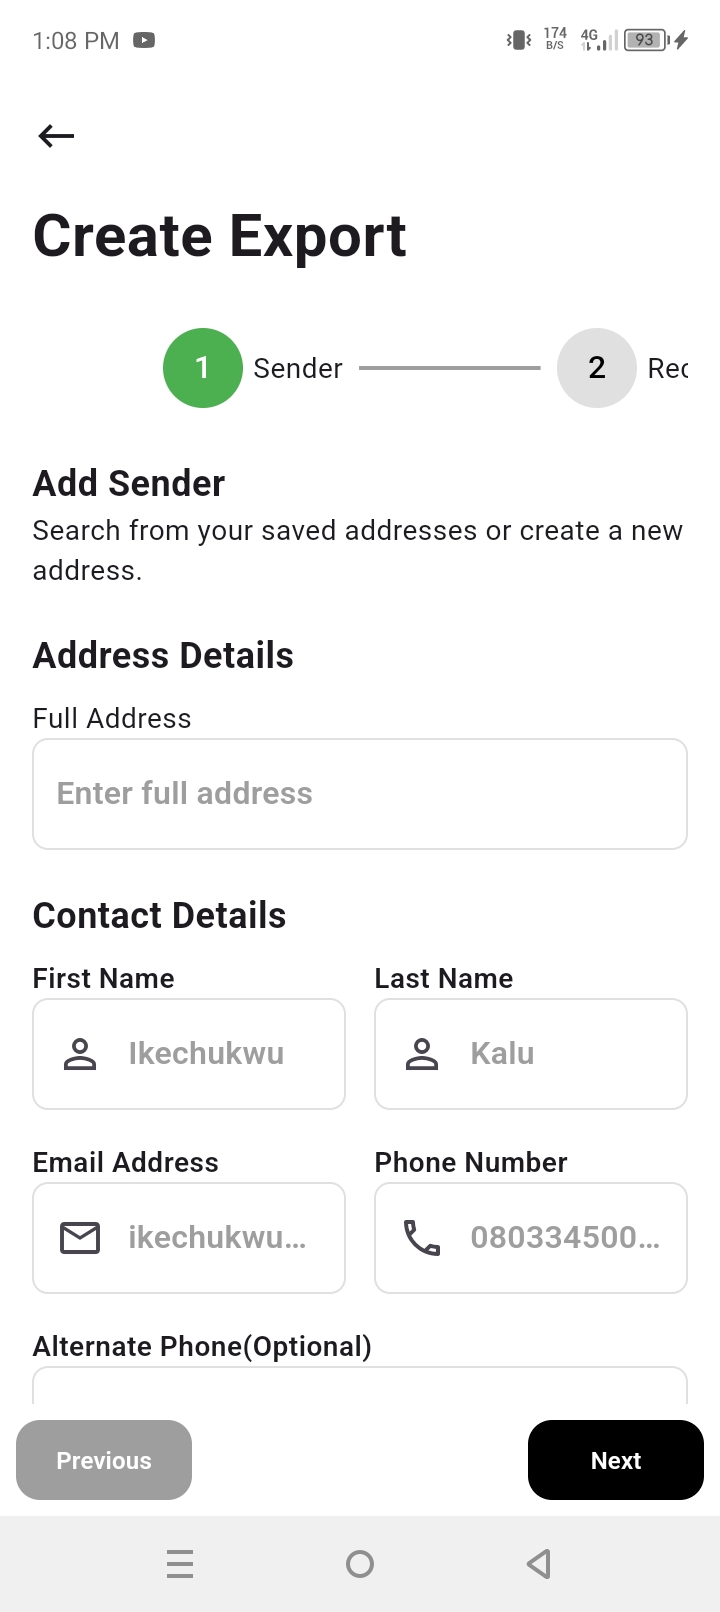 1:08 PM
174
B/S
4G
93
Create Export
1 Sender 2 Rec
Add Sender
Search from your saved addresses or create a new
address.
Address Details
Full Address
Enter full address
Contact Details
First Name Last Name
Ikechukwu Kalu
Email Address Phone Number
ikechukwu... 080334500...
Alternate Phone(Optional)
Previous Next